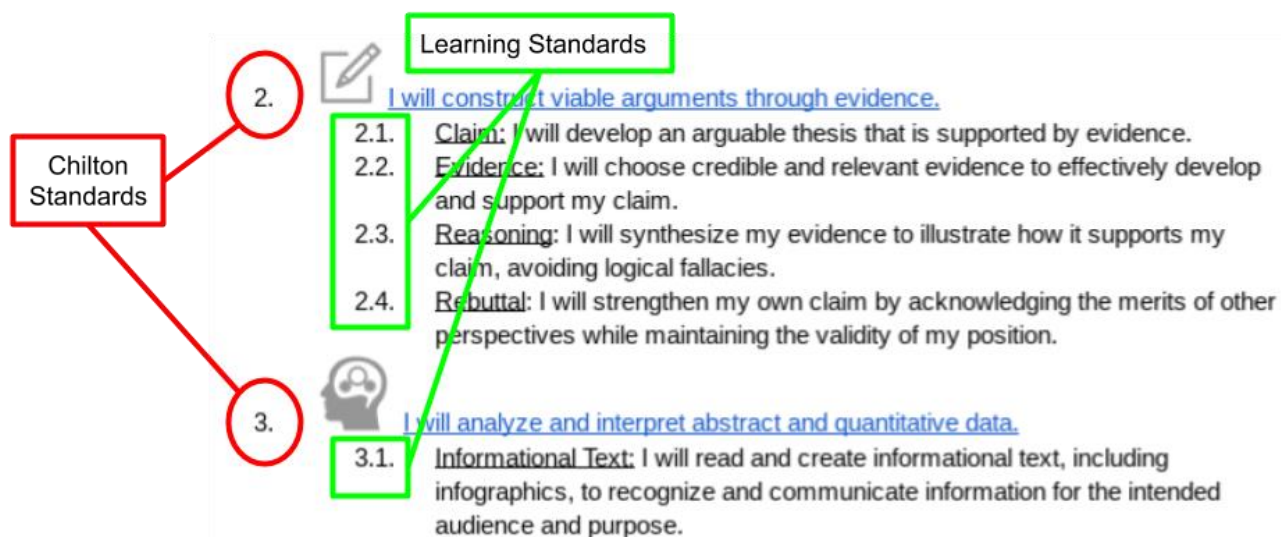 Learning Standards
2. I will construct viable arguments through evidence.
2.1. Claim: I will develop an arguable thesis that is supported by evidence.
Chilton
Standards
2.2. Evidence: I will choose credible and relevant evidence to effectively develop
and support my claim.
2.3. Reasoning: I will synthesize my evidence to illustrate how it supports my
claim, avoiding logical fallacies.
2.4. Rebuttal: I will strengthen my own claim by acknowledging the merits of other
perspectives while maintaining the validity of my position.
3. I will analyze and interpret abstract and quantitative data.
3.1. Informational Text: I will read and create informational text, including
infographics, to recognize and communicate information for the intended
audience and purpose.